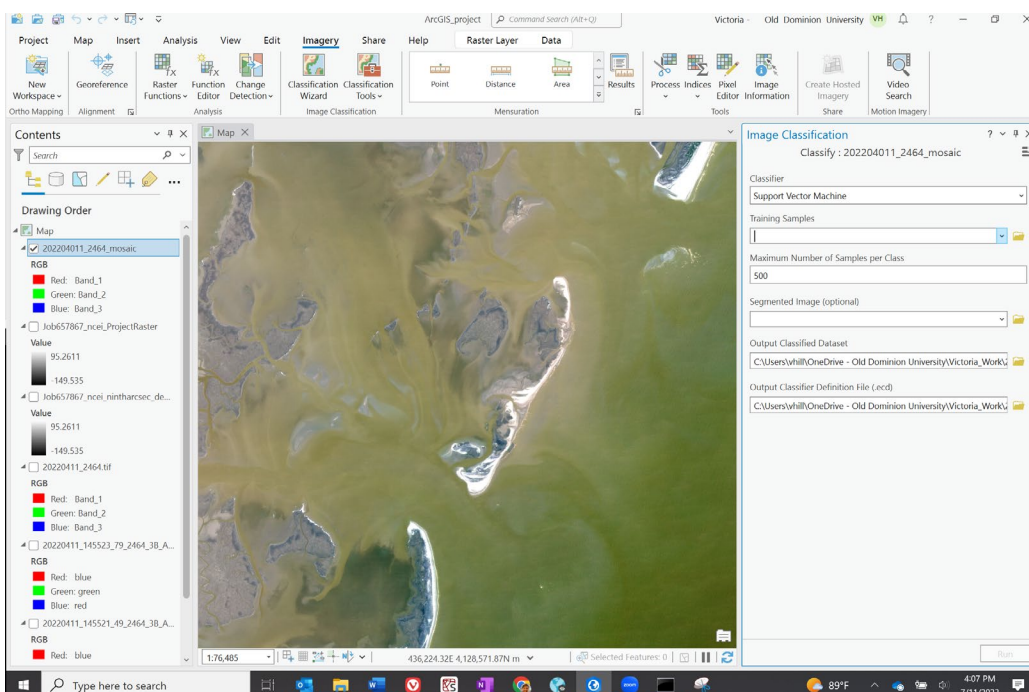 ArcGIS_project
Command Search (Alt+Q)
Victoria - Old Dominion University VH ?
Project Map Insert Analysis View Edit Imagery Share Help Raster Layer Data
New Workspace
Georeference
Raster Functions
Function Editor
Change Detection
Classification Wizard
Classification Tools
Point
Distance
Area
Results
Process
Indices
Pixel Editor
Image Information
Create Hosted Imagery
Video Search
Ortho Mapping Alignment Analysis Image Classification Mensuration Tools Share Motion Imagery
Contents
Search
Drawing Order
Map
202204011_2464_mosaic
RGB
Red: Band_1
Green: Band_2
Blue: Band_3
Job657867_ncei_ProjectRaster
Value
95.2611
-149.535
Job657867_ncei_nintharcsec_de...
Value
95.2611
-149.535
20220411_2464.tif
RGB
Red: Band_1
Green: Band_2
Blue: Band_3
20220411_145523_79_2464_3B_A...
RGB
Red: blue
Green: green
Blue: red
20220411_145521_49_2464_3B_A...
RGB
Red: blue
Map
1:76,485
436,224.32E 4,128,571.87N m
Selected Features: 0
Image Classification ?
Classify : 202204011_2464_mosaic
Classifier
Support Vector Machine
Training Samples
Maximum Number of Samples per Class
500
Segmented Image (optional)
Output Classified Dataset
C:\Users\vhill\OneDrive - Old Dominion University\Victoria_Work\
Output Classifier Definition File (.ecd)
C:\Users\vhill\OneDrive - Old Dominion University\Victoria_Work\
Run
Type here to search
zoom
89°F
4:07 PM